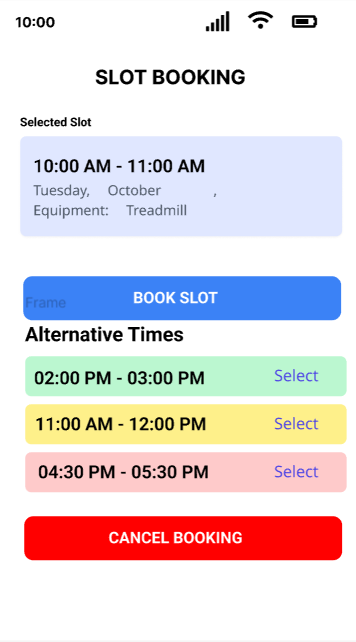 10:00
SLOT BOOKING
Selected Slot
10:00 AM - 11:00 AM
Tuesday, October ,
Equipment: Treadmill
Frame
BOOK SLOT
Alternative Times
02:00 PM - 03:00 PM Select
11:00 AM - 12:00 PM Select
04:30 PM - 05:30 PM Select
CANCEL BOOKING